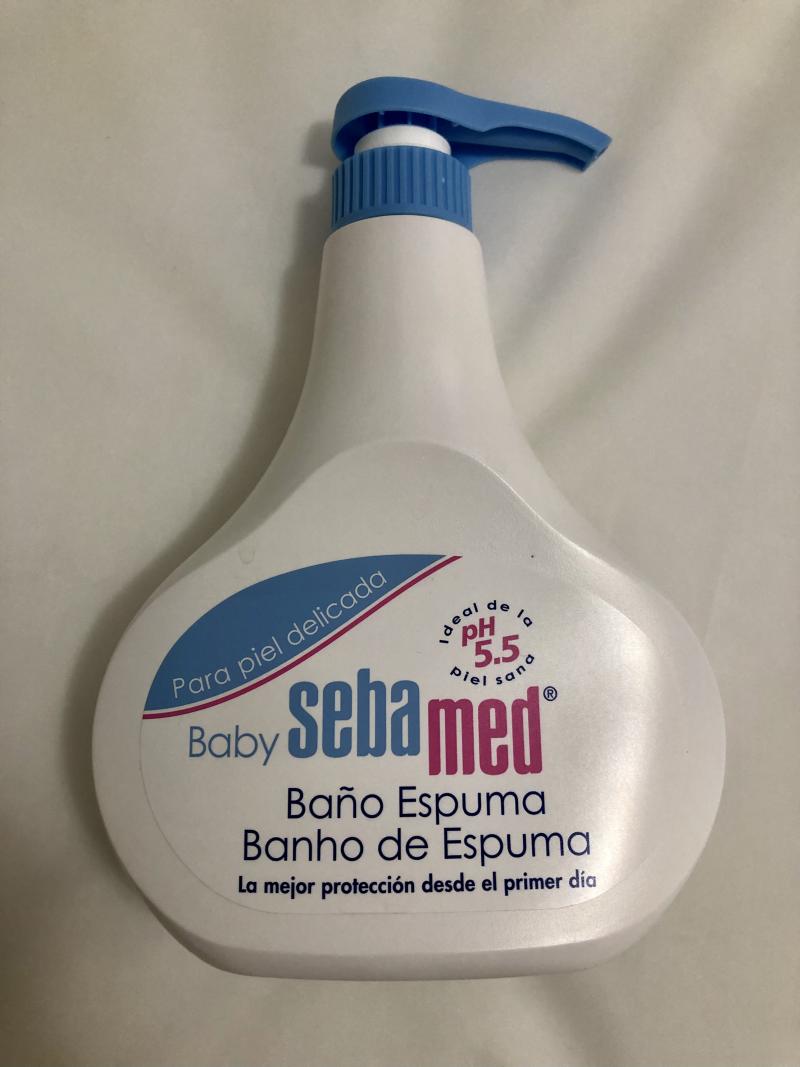 Para piel delicada
Ideal de la
pH
5.5
piel sana
Baby sebamed®
Baño Espuma
Banho de Espuma
La mejor protección desde el primer día